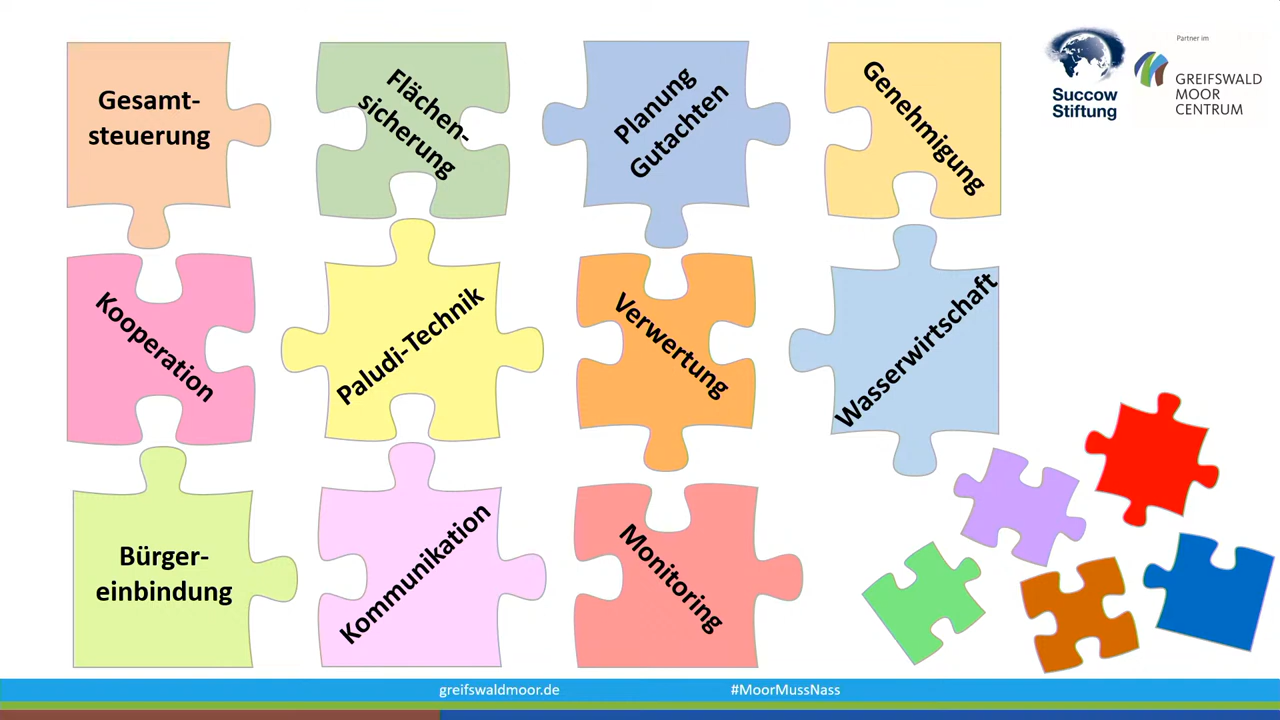 Gesamt-
steuerung
Flächen-
sicherung
Planung
Gutachten
Genehmigung
Succow
Stiftung
Partner im
GREIFSWALD
MOOR
CENTRUM
Kooperation
Paludi-Technik
Verwertung
Wasserwirtschaft
Bürger-
einbindung
Kommunikation
Monitoring
greifswaldmoor.de
#MoorMussNass